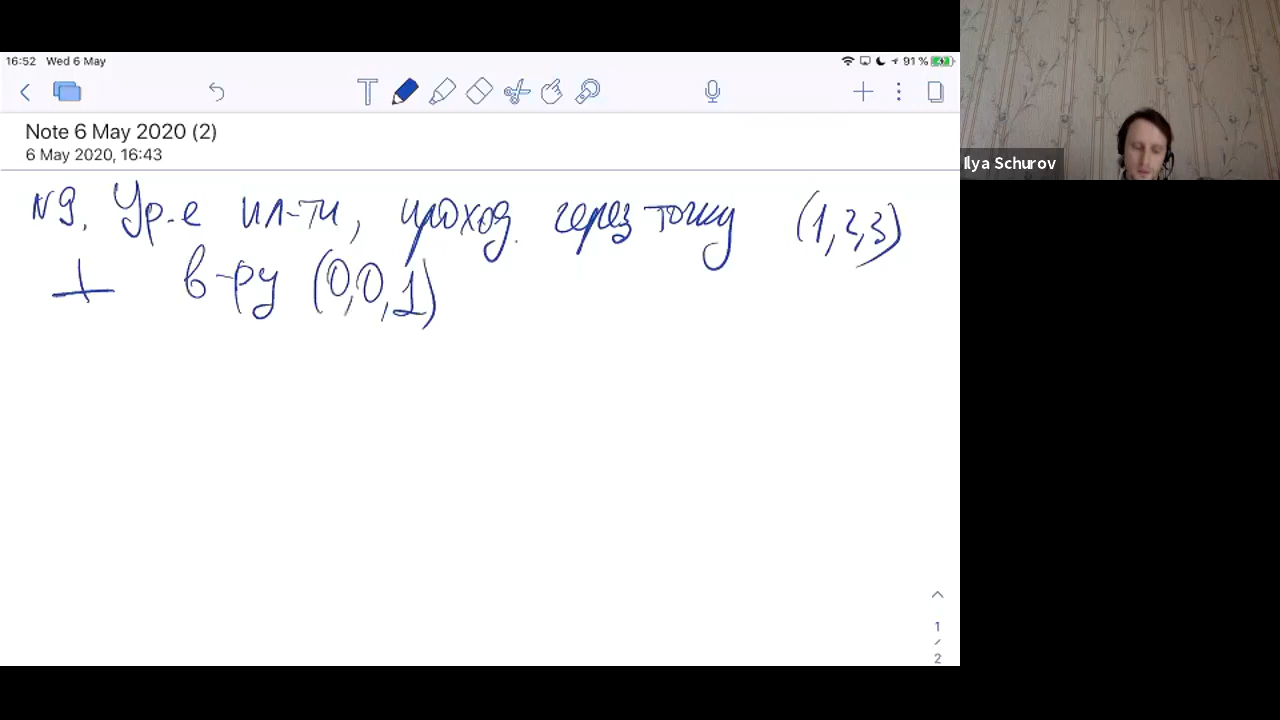 16:52 Wed 6 May
91 %
Note 6 May 2020 (2)
6 May 2020, 16:43
Ilya Schurov
N9. Ур-е пл-ти, проход. через точку (1,2,3)
⊥ в-ру (0,0,1)
1
/
2